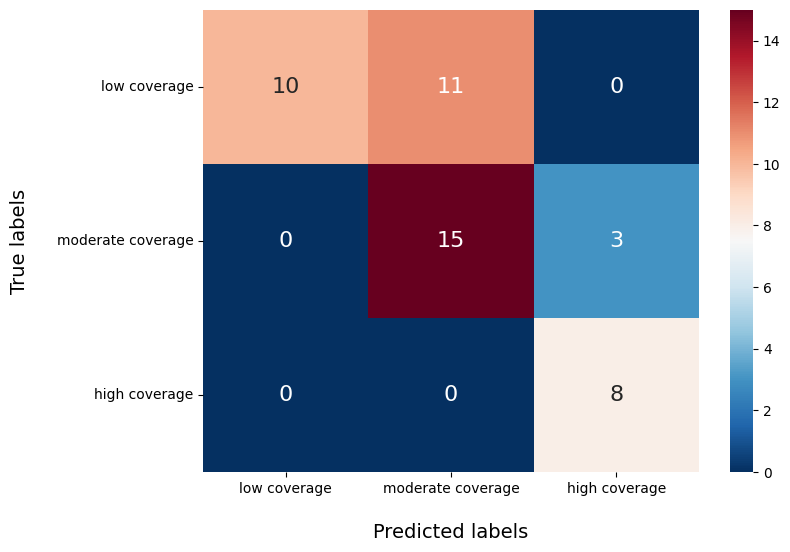 low coverage 10 11 0
moderate coverage 0 15 3
high coverage 0 0 8
low coverage moderate coverage high coverage
Predicted labels
True labels
14
12
10
8
6
4
2
0